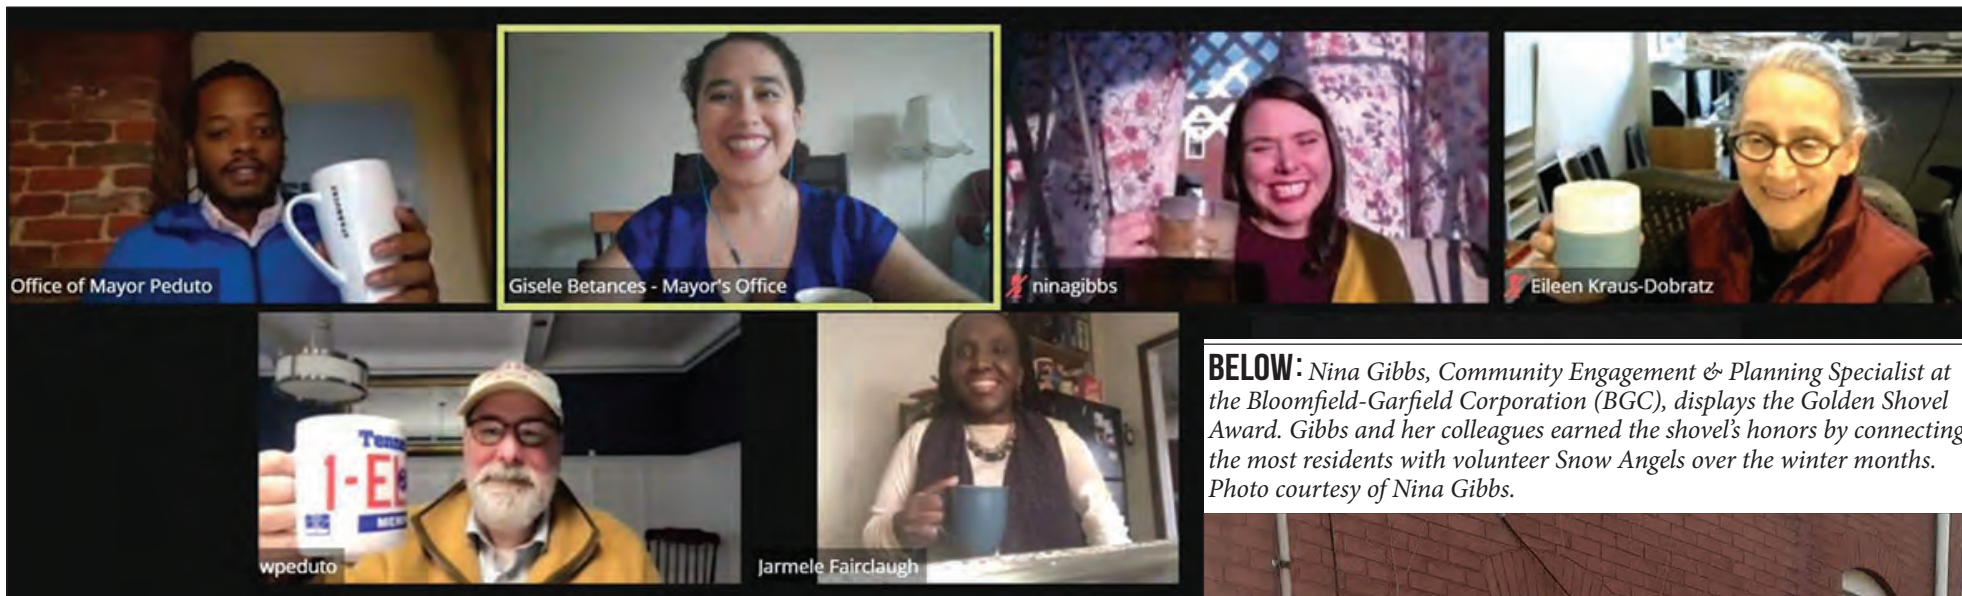 Office of Mayor Peduto
Gisele Betances - Mayor's Office
ninagibbs
Eileen Kraus-Dobratz
wpeduto
Jarmele Fairclaugh
BELOW: Nina Gibbs, Community Engagement & Planning Specialist at
the Bloomfield-Garfield Corporation (BGC), displays the Golden Shovel
Award. Gibbs and her colleagues earned the shovel's honors by connecting
the most residents with volunteer Snow Angels over the winter months.
Photo courtesy of Nina Gibbs.